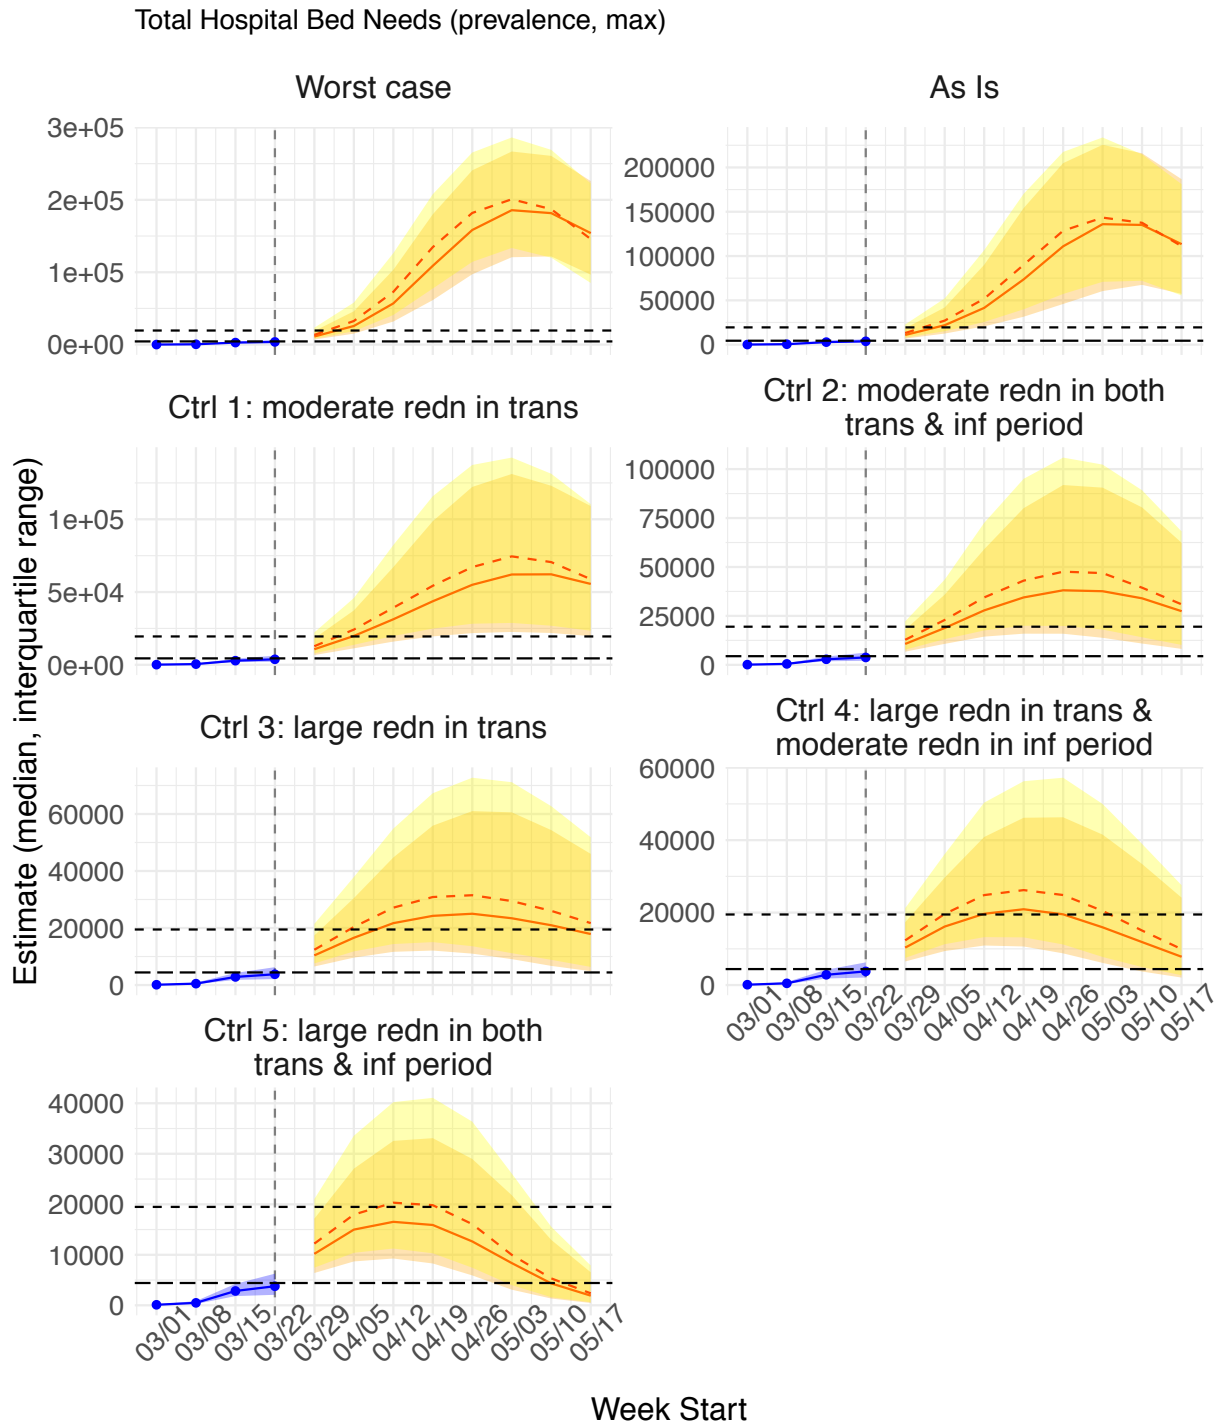 Total Hospital Bed Needs (prevalence, max)
Worst case
As Is
3e+05
2e+05
1e+05
0e+00
200000
150000
100000
50000
0
Ctrl 1: moderate redn in trans
Ctrl 2: moderate redn in both
trans & inf period
1e+05
5e+04
0e+00
100000
75000
50000
25000
0
Estimate (median, interquartile range)
Ctrl 3: large redn in trans
Ctrl 4: large redn in trans &
moderate redn in inf period
60000
40000
20000
0
60000
40000
20000
0
03/01
03/08
03/15
03/22
03/29
04/05
04/12
04/19
04/26
05/03
05/10
05/17
Ctrl 5: large redn in both
trans & inf period
40000
30000
20000
10000
0
03/01
03/08
03/15
03/22
03/29
04/05
04/12
04/19
04/26
05/03
05/10
05/17
Week Start